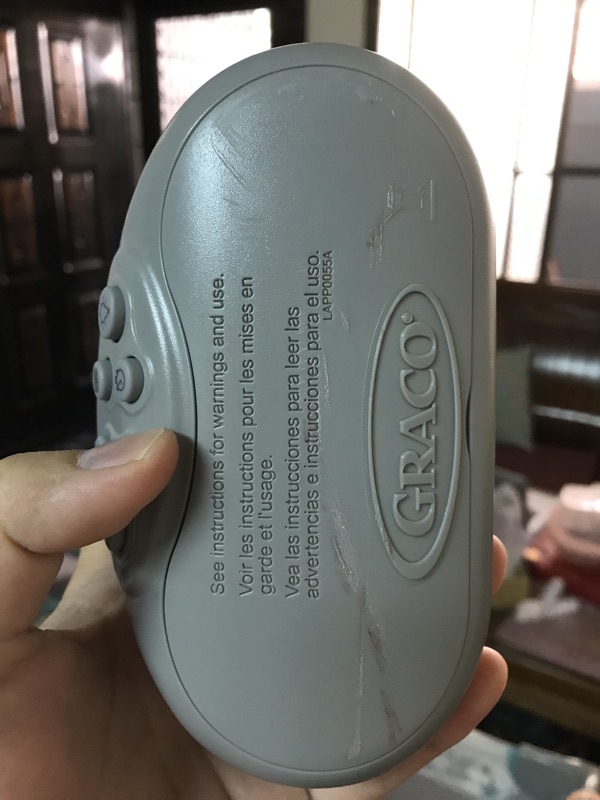 See instructions for warnings and use.
Voir les instructions pour les mises en
garde et l'usage.
Vea las instrucciones para leer las
advertencias e instrucciones para el uso.
LAPP0055A
GRACO®